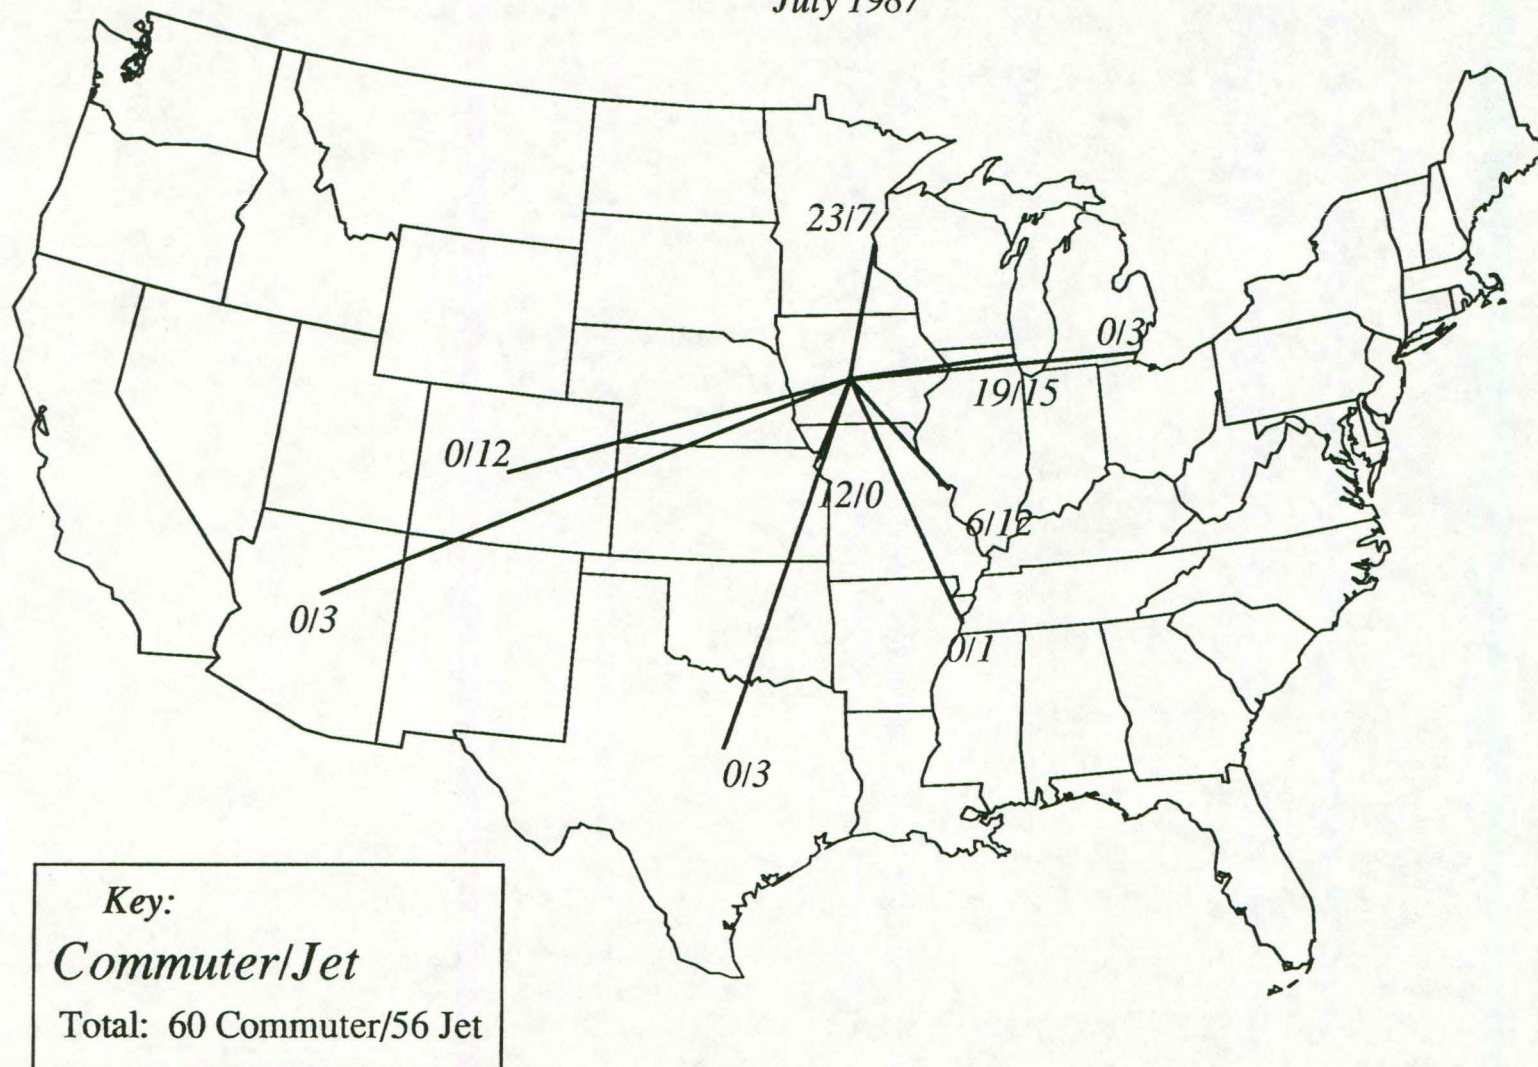 July 1987
23/7
0/3
19/15
0/12
12/0
6/12
0/3
0/1
0/3
Key:
Commuter/Jet
Total: 60 Commuter/56 Jet